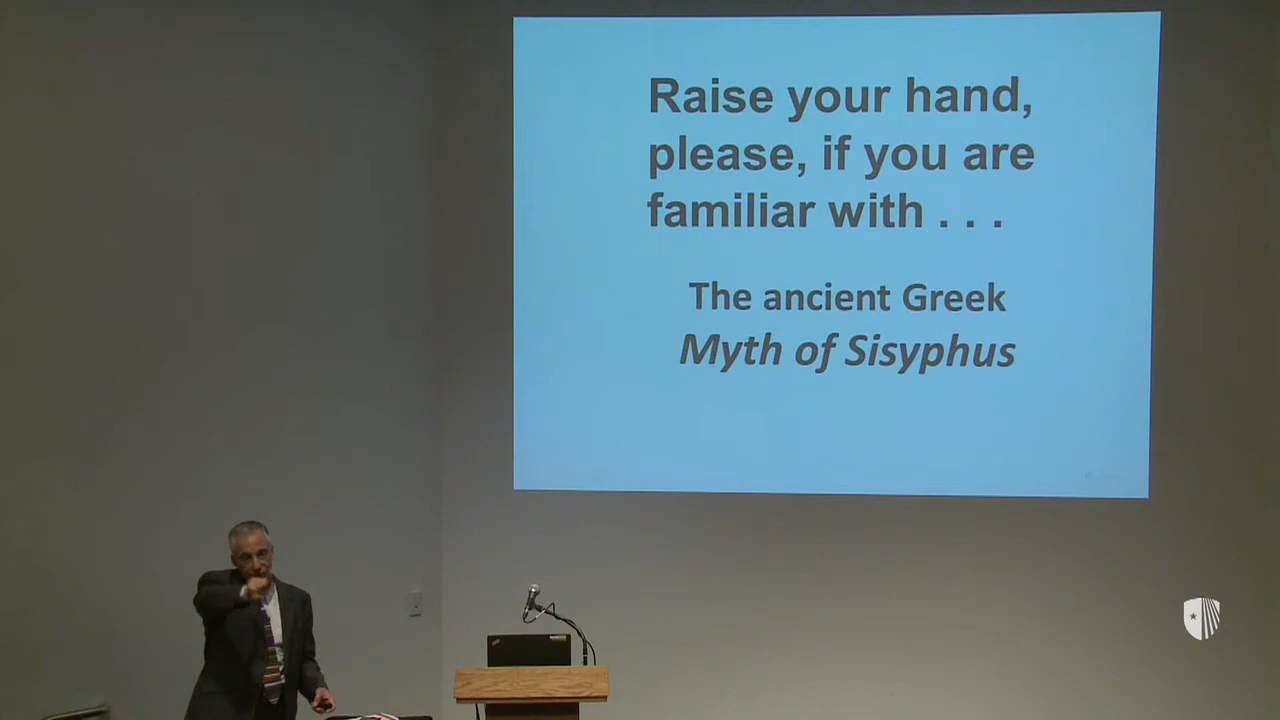 Raise your hand,
please, if you are
familiar with . . .
The ancient Greek
Myth of Sisyphus